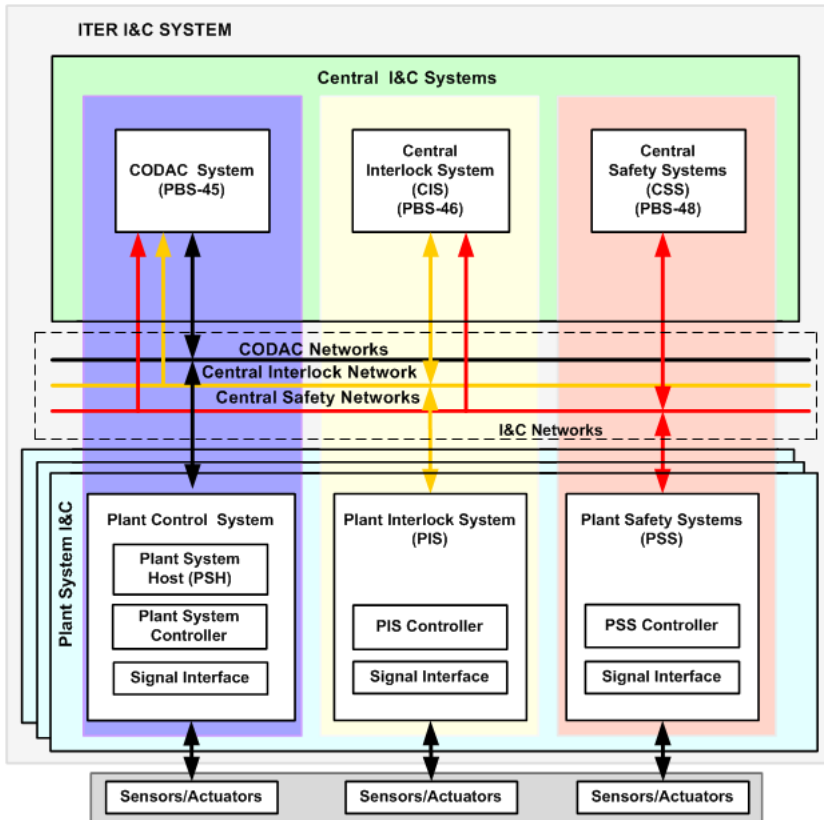 ITER I&C SYSTEM
Central I&C Systems
CODAC System
(PBS-45)
Central
Interlock System
(CIS)
(PBS-46)
Central
Safety Systems
(CSS)
(PBS-48)
CODAC Networks
Central Interlock Network
Central Safety Networks
I&C Networks
Plant System I&C
Plant Control System
Plant System
Host (PSH)
Plant System
Controller
Signal Interface
Plant Interlock System
(PIS)
PIS Controller
Signal Interface
Plant Safety Systems
(PSS)
PSS Controller
Signal Interface
Sensors/Actuators
Sensors/Actuators
Sensors/Actuators